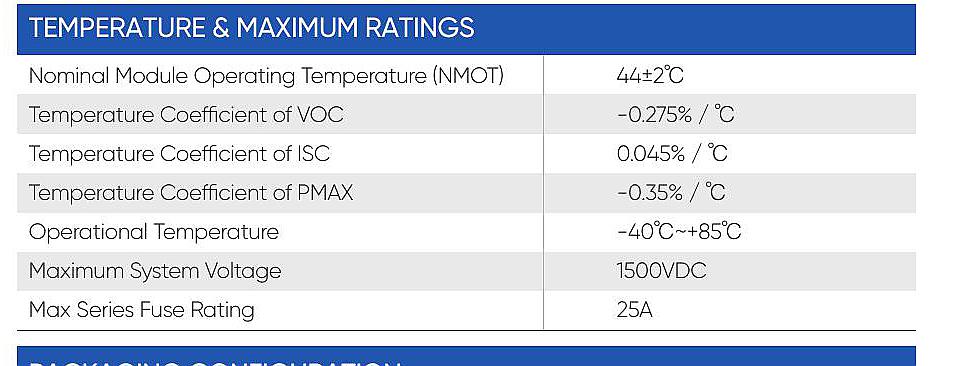 TEMPERATURE & MAXIMUM RATINGS
Nominal Module Operating Temperature (NMOT) 44±2℃
Temperature Coefficient of VOC -0.275% / ℃
Temperature Coefficient of ISC 0.045% / ℃
Temperature Coefficient of PMAX -0.35% / ℃
Operational Temperature -40℃~+85℃
Maximum System Voltage 1500VDC
Max Series Fuse Rating 25A
PACKAGING CONFIGURATION